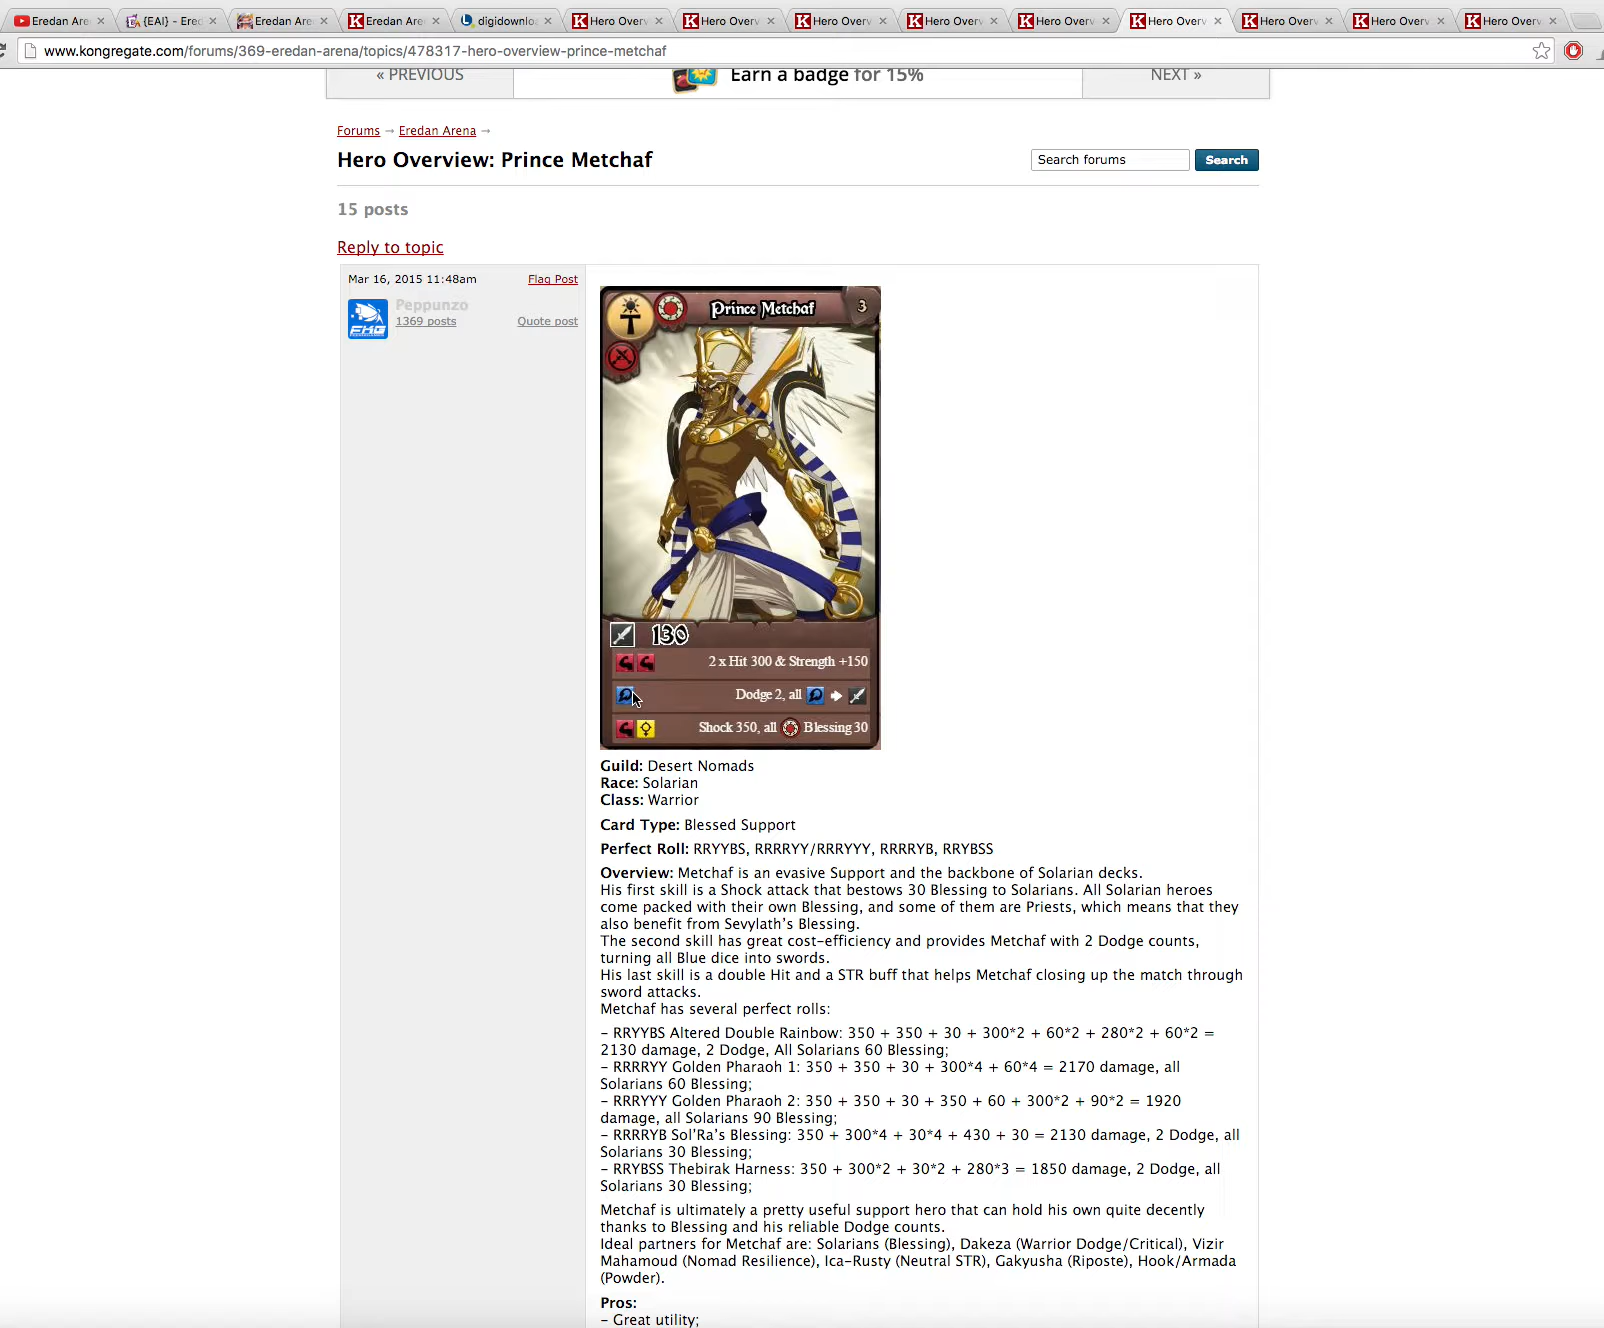 Eredan Are
{EAI} - Ered
Eredan Are
Eredan Are
digidownlo
Hero Overv
Hero Overv
Hero Overv
Hero Overv
Hero Overv
Hero Overv
Hero Overv
Hero Overv
Hero Overv
www.kongregate.com/forums/369-eredan-arena/topics/478317-hero-overview-prince-metchaf
« PREVIOUS
Earn a badge for 15%
NEXT »
Forums → Eredan Arena →
Hero Overview: Prince Metchaf
Search forums
Search
15 posts
Reply to topic
Mar 16, 2015 11:48am
Flag Post
Peppunzo
1369 posts
Quote post
Prince Metchaf
3
130
2 x Hit 300 & Strength +150
Dodge 2, all
Shock 350, all Blessing 30
Guild: Desert Nomads
Race: Solarian
Class: Warrior
Card Type: Blessed Support
Perfect Roll: RRYYBS, RRRRYY/RRRYYY, RRRRYB, RRYBSS
Overview: Metchaf is an evasive Support and the backbone of Solarian decks.
His first skill is a Shock attack that bestows 30 Blessing to Solarians. All Solarian heroes
come packed with their own Blessing, and some of them are Priests, which means that they
also benefit from Sevylath's Blessing.
The second skill has great cost-efficiency and provides Metchaf with 2 Dodge counts,
turning all Blue dice into swords.
His last skill is a double Hit and a STR buff that helps Metchaf closing up the match through
sword attacks.
Metchaf has several perfect rolls:
– RRYYBS Altered Double Rainbow: 350 + 350 + 30 + 300*2 + 60*2 + 280*2 + 60*2 =
2130 damage, 2 Dodge, All Solarians 60 Blessing;
– RRRRYY Golden Pharaoh 1: 350 + 350 + 30 + 300*4 + 60*4 = 2170 damage, all
Solarians 60 Blessing;
– RRRYYY Golden Pharaoh 2: 350 + 350 + 30 + 350 + 60 + 300*2 + 90*2 = 1920
damage, all Solarians 90 Blessing;
– RRRRYB Sol'Ra's Blessing: 350 + 300*4 + 30*4 + 430 + 30 = 2130 damage, 2 Dodge, all
Solarians 30 Blessing;
– RRYBSS Thebirak Harness: 350 + 300*2 + 30*2 + 280*3 = 1850 damage, 2 Dodge, all
Solarians 30 Blessing;
Metchaf is ultimately a pretty useful support hero that can hold his own quite decently
thanks to Blessing and his reliable Dodge counts.
Ideal partners for Metchaf are: Solarians (Blessing), Dakeza (Warrior Dodge/Critical), Vizir
Mahamoud (Nomad Resilience), Ica-Rusty (Neutral STR), Gakyusha (Riposte), Hook/Armada
(Powder).
Pros:
– Great utility;